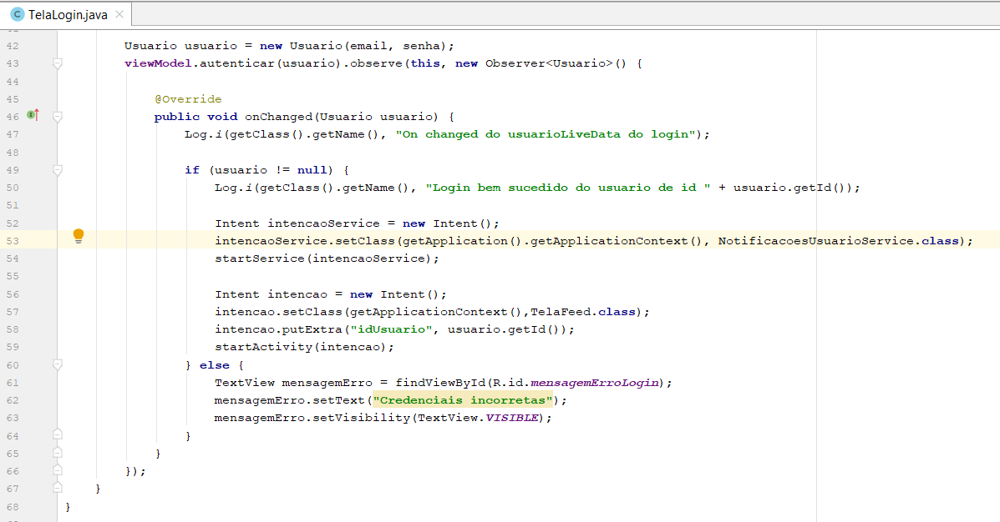 TelaLogin.java
42 Usuario usuario = new Usuario(email, senha);
43 viewModel.autenticar(usuario).observe(this, new Observer<Usuario>() {
44
45 @Override
46 public void onChanged(Usuario usuario) {
47 Log.i(getClass().getName(), "On changed do usuarioLiveData do login");
48
49 if (usuario != null) {
50 Log.i(getClass().getName(), "Login bem sucedido do usuario de id " + usuario.getId());
51
52 Intent intencaoService = new Intent();
53 intencaoService.setClass(getApplication().getApplicationContext(), NotificacoesUsuarioService.class);
54 startService(intencaoService);
55
56 Intent intencao = new Intent();
57 intencao.setClass(getApplicationContext(),TelaFeed.class);
58 intencao.putExtra("idUsuario", usuario.getId());
59 startActivity(intencao);
60 } else {
61 TextView mensagemErro = findViewById(R.id.mensagemErroLogin);
62 mensagemErro.setText("Credenciais incorretas");
63 mensagemErro.setVisibility(TextView.VISIBLE);
64 }
65 }
66 });
67 }
68 }